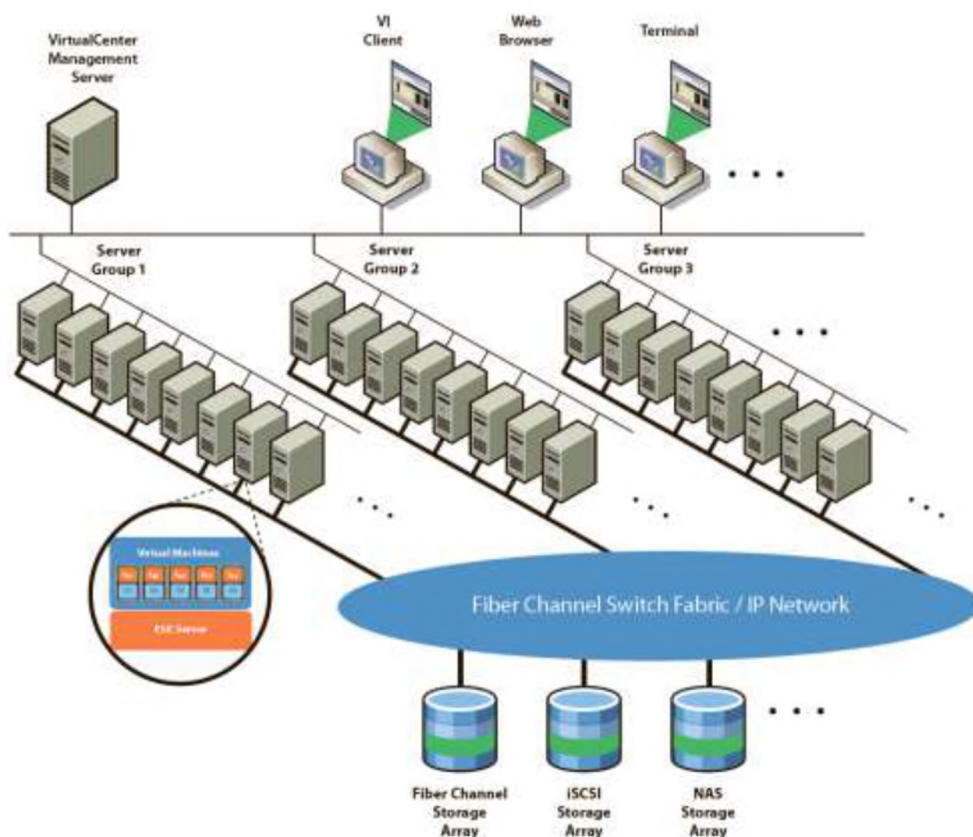 VirtualCenter
Management
Server
VI
Client
Web
Browser
Terminal
Server
Group 1
Server
Group 2
Server
Group 3
Virtual Machines
ESX Server
Fiber Channel Switch Fabric / IP Network
Fiber Channel
Storage
Array
iSCSI
Storage
Array
NAS
Storage
Array